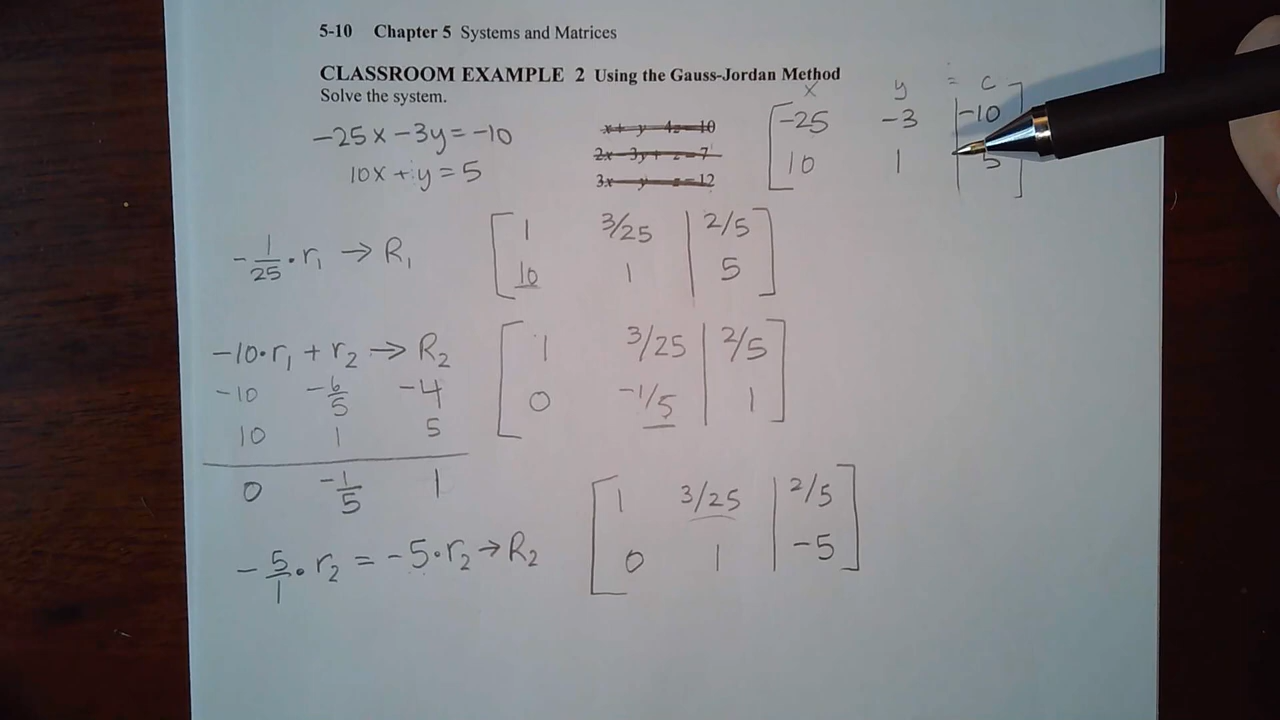 5-10 Chapter 5 Systems and Matrices
CLASSROOM EXAMPLE 2 Using the Gauss-Jordan Method
Solve the system.
x y = c
-25x - 3y = -10
10x + y = 5
x + y 4z = 10
2x 3y + z = 7
3x y z = 12
[ -25 -3 | -10
10 1 | 5 ]
-1/25 · r₁ → R₁
[ 1 3/25 | 2/5
10 1 | 5 ]
-10·r₁ + r₂ → R₂
-10 -6/5 -4
10 1 5
0 -1/5 1
[ 1 3/25 | 2/5
0 -1/5 | 1 ]
-5/1 · r₂ = -5·r₂ → R₂
[ 1 3/25 | 2/5
0 1 | -5 ]